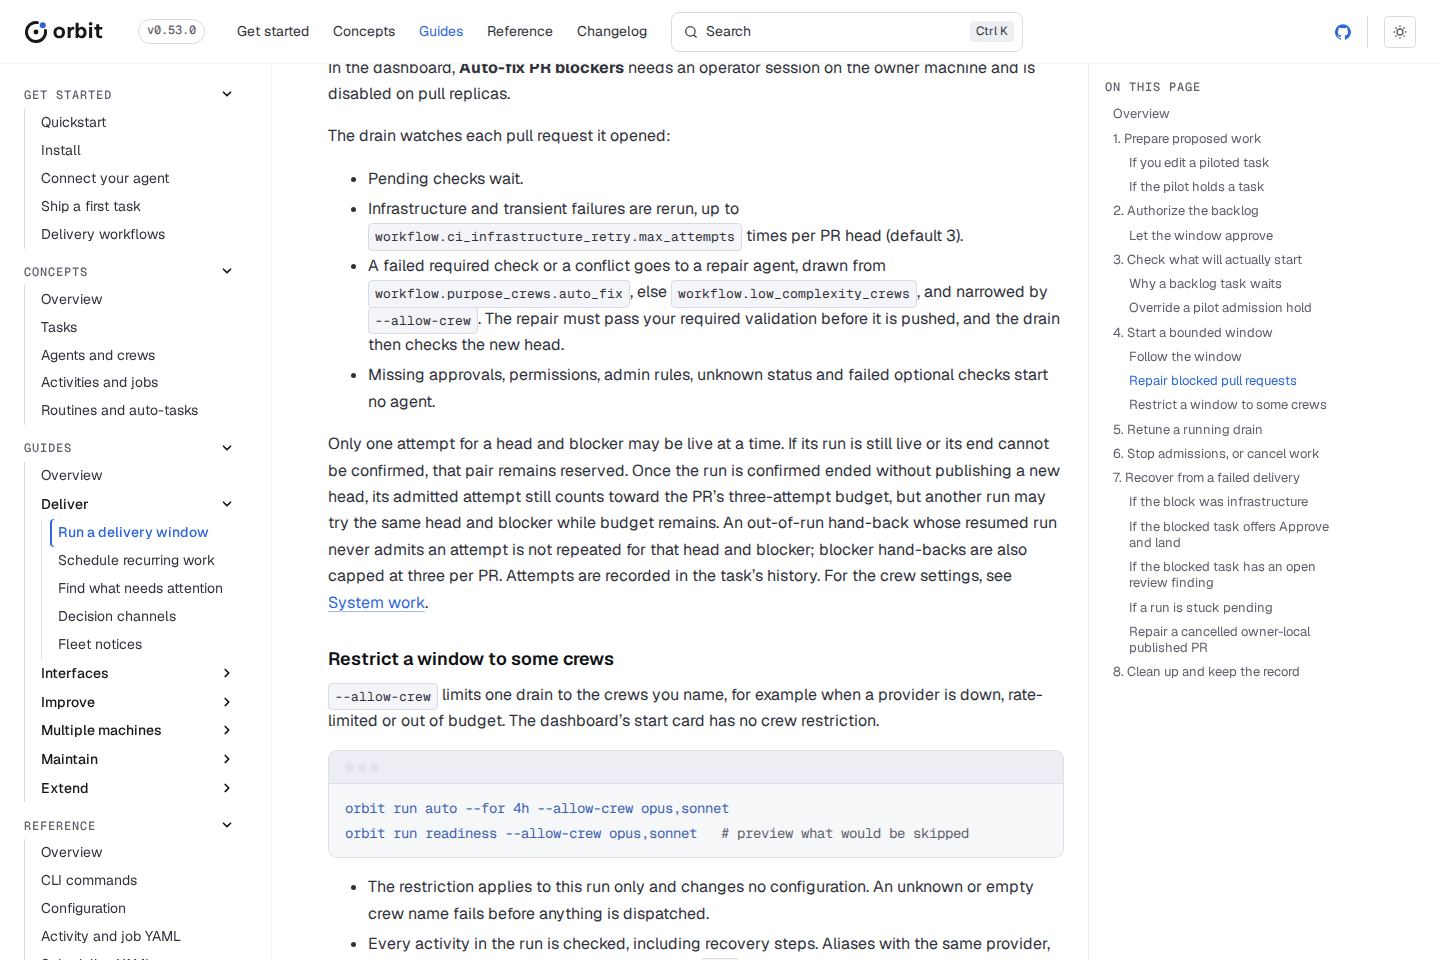 orbit
v0.53.0
Get started
Concepts
Guides
Reference
Changelog
Search
Ctrl K
GET STARTED
Quickstart
Install
Connect your agent
Ship a first task
Delivery workflows
CONCEPTS
Overview
Tasks
Agents and crews
Activities and jobs
Routines and auto-tasks
GUIDES
Overview
Deliver
Run a delivery window
Schedule recurring work
Find what needs attention
Decision channels
Fleet notices
Interfaces
Improve
Multiple machines
Maintain
Extend
REFERENCE
Overview
CLI commands
Configuration
Activity and job YAML
In the dashboard, Auto-fix PR blockers needs an operator session on the owner machine and is
disabled on pull replicas.
The drain watches each pull request it opened:
Pending checks wait.
Infrastructure and transient failures are rerun, up to
workflow.ci_infrastructure_retry.max_attempts times per PR head (default 3).
A failed required check or a conflict goes to a repair agent, drawn from
workflow.purpose_crews.auto_fix, else workflow.low_complexity_crews, and narrowed by
--allow-crew. The repair must pass your required validation before it is pushed, and the drain
then checks the new head.
Missing approvals, permissions, admin rules, unknown status and failed optional checks start
no agent.
Only one attempt for a head and blocker may be live at a time. If its run is still live or its end cannot
be confirmed, that pair remains reserved. Once the run is confirmed ended without publishing a new
head, its admitted attempt still counts toward the PR’s three-attempt budget, but another run may
try the same head and blocker while budget remains. An out-of-run hand-back whose resumed run
never admits an attempt is not repeated for that head and blocker; blocker hand-backs are also
capped at three per PR. Attempts are recorded in the task’s history. For the crew settings, see
System work.
Restrict a window to some crews
--allow-crew limits one drain to the crews you name, for example when a provider is down, rate-
limited or out of budget. The dashboard’s start card has no crew restriction.
orbit run auto --for 4h --allow-crew opus,sonnet
orbit run readiness --allow-crew opus,sonnet   # preview what would be skipped
The restriction applies to this run only and changes no configuration. An unknown or empty
crew name fails before anything is dispatched.
Every activity in the run is checked, including recovery steps. Aliases with the same provider,
ON THIS PAGE
Overview
1. Prepare proposed work
If you edit a piloted task
If the pilot holds a task
2. Authorize the backlog
Let the window approve
3. Check what will actually start
Why a backlog task waits
Override a pilot admission hold
4. Start a bounded window
Follow the window
Repair blocked pull requests
Restrict a window to some crews
5. Retune a running drain
6. Stop admissions, or cancel work
7. Recover from a failed delivery
If the block was infrastructure
If the blocked task offers Approve
and land
If the blocked task has an open
review finding
If a run is stuck pending
Repair a cancelled owner-local
published PR
8. Clean up and keep the record